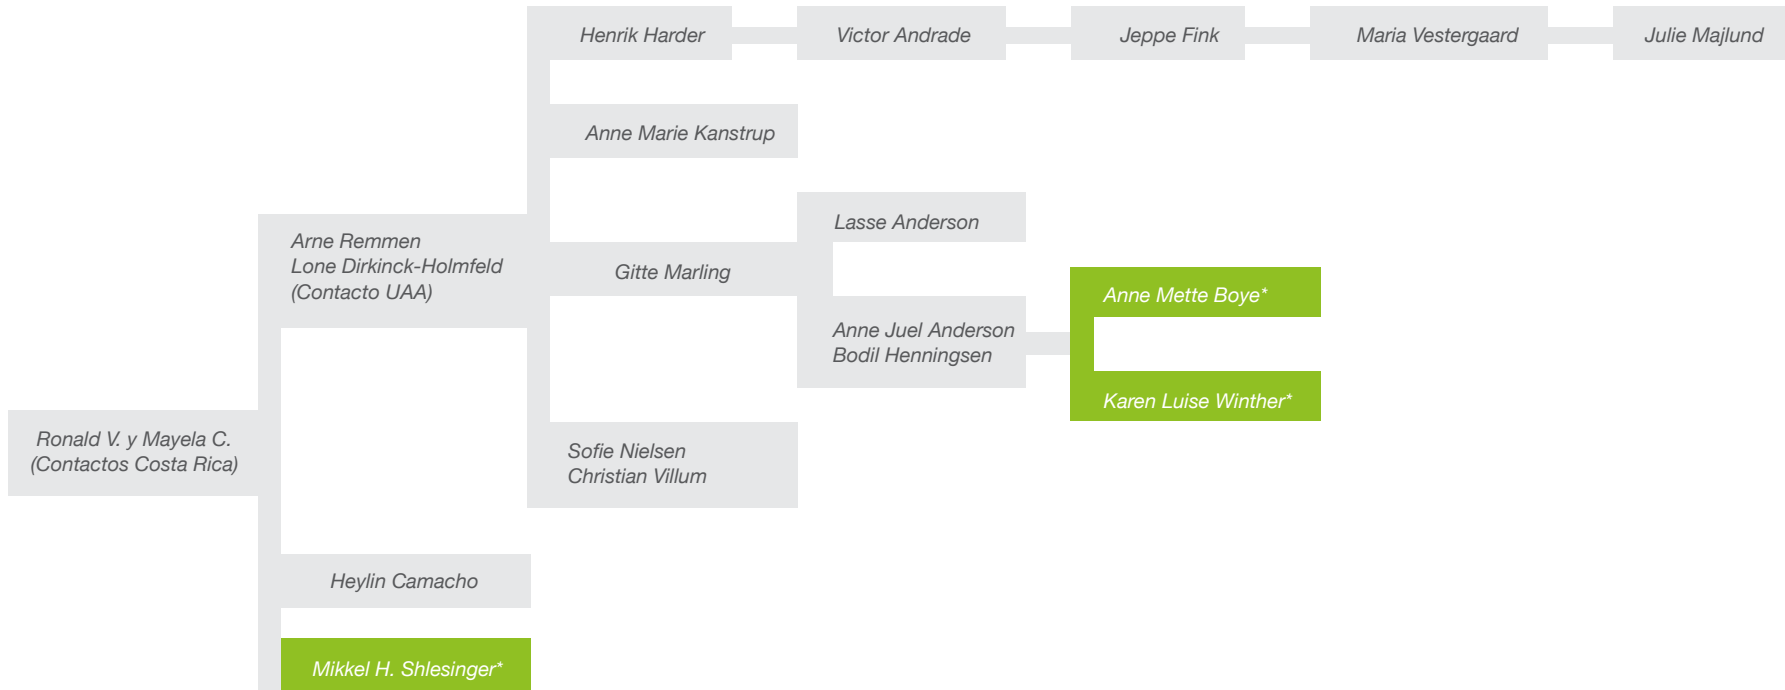 Henrik Harder
Victor Andrade
Jeppe Fink
Maria Vestergaard
Julie Majlund
Anne Marie Kanstrup
Lasse Anderson
Arne Remmen
Lone Dirkinck-Holmfeld
(Contacto UAA)
Gitte Marling
Anne Mette Boye*
Anne Juel Anderson
Bodil Henningsen
Karen Luise Winther*
Ronald V. y Mayela C.
(Contactos Costa Rica)
Sofie Nielsen
Christian Villum
Heylin Camacho
Mikkel H. Shlesinger*